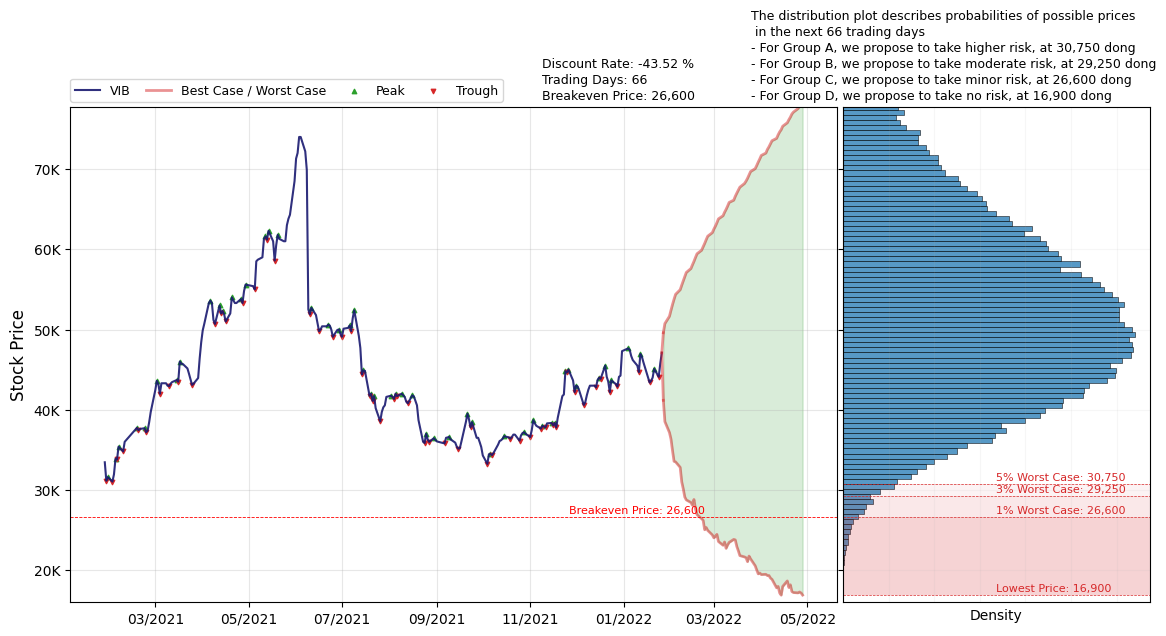 The distribution plot describes probabilities of possible prices
in the next 66 trading days
- For Group A, we propose to take higher risk, at 30,750 dong
- For Group B, we propose to take moderate risk, at 29,250 dong
- For Group C, we propose to take minor risk, at 26,600 dong
- For Group D, we propose to take no risk, at 16,900 dong
Discount Rate: -43.52 %
Trading Days: 66
Breakeven Price: 26,600
VIB Best Case / Worst Case Peak Trough
Stock Price
70K
60K
50K
40K
30K
20K
Breakeven Price: 26,600
5% Worst Case: 30,750
3% Worst Case: 29,250
1% Worst Case: 26,600
Lowest Price: 16,900
03/2021 05/2021 07/2021 09/2021 11/2021 01/2022 03/2022 05/2022
Density